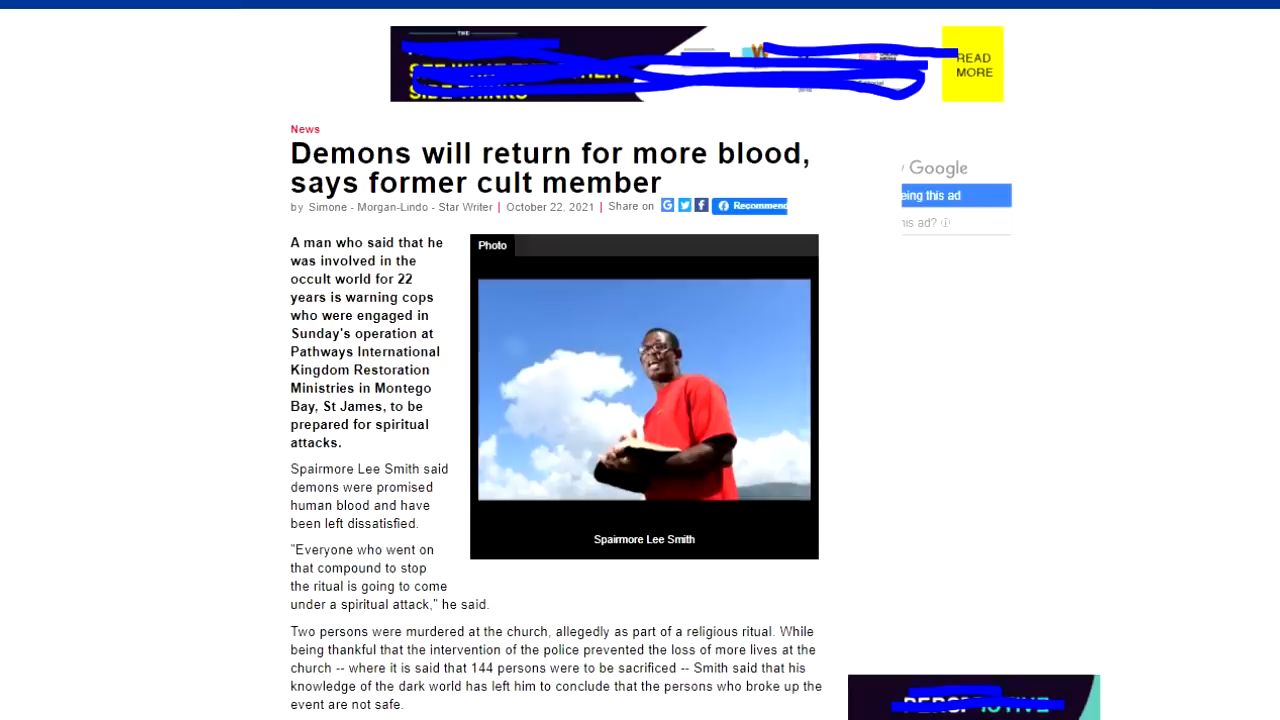 THE
READ
MORE
News
Demons will return for more blood,
says former cult member
by Simone - Morgan-Lindo - Star Writer | October 22, 2021 | Share on
Recommend
Google
eing this ad
his ad?
A man who said that he
was involved in the
occult world for 22
years is warning cops
who were engaged in
Sunday's operation at
Pathways International
Kingdom Restoration
Ministries in Montego
Bay, St James, to be
prepared for spiritual
attacks.
Photo
Spairmore Lee Smith
Spairmore Lee Smith said
demons were promised
human blood and have
been left dissatisfied.
"Everyone who went on
that compound to stop
the ritual is going to come
under a spiritual attack," he said.
Two persons were murdered at the church, allegedly as part of a religious ritual. While
being thankful that the intervention of the police prevented the loss of more lives at the
church -- where it is said that 144 persons were to be sacrificed -- Smith said that his
knowledge of the dark world has left him to conclude that the persons who broke up the
event are not safe.